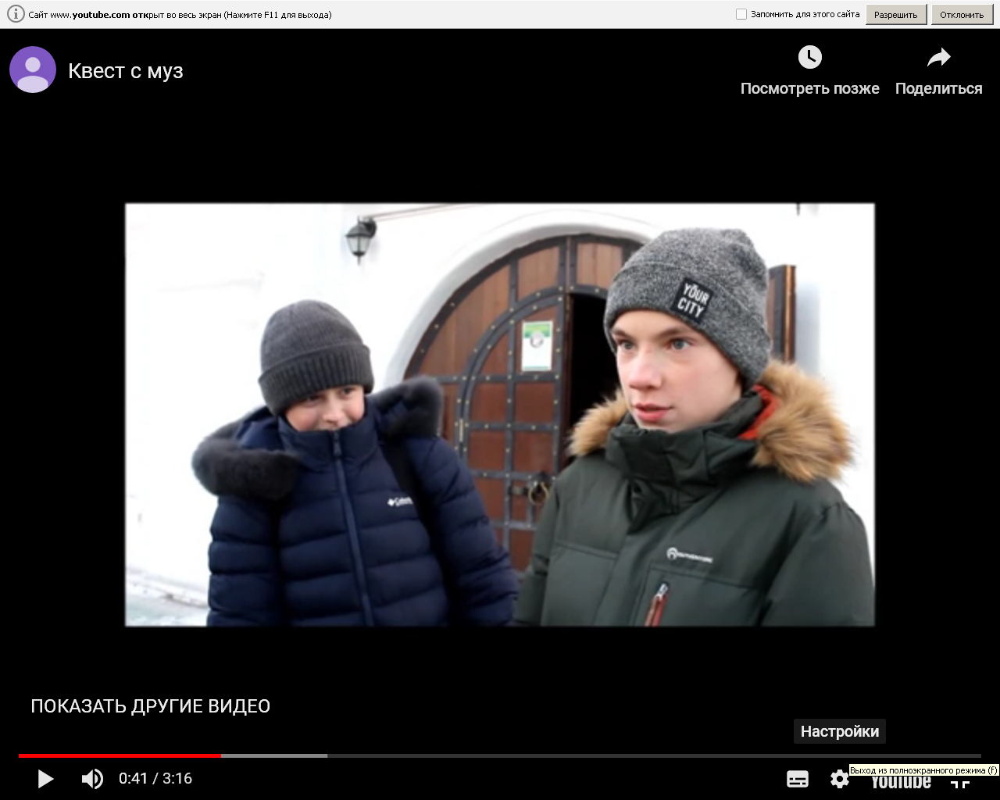 Сайт www.youtube.com открыт во весь экран (Нажмите F11 для выхода)
Запомнить для этого сайта
Разрешить
Отклонить
Квест с муз
Посмотреть позже
Поделиться
YOUR
CITY
ПОКАЗАТЬ ДРУГИЕ ВИДЕО
Настройки
0:41 / 3:16
Выход из полноэкранного режима (f)
YouTube